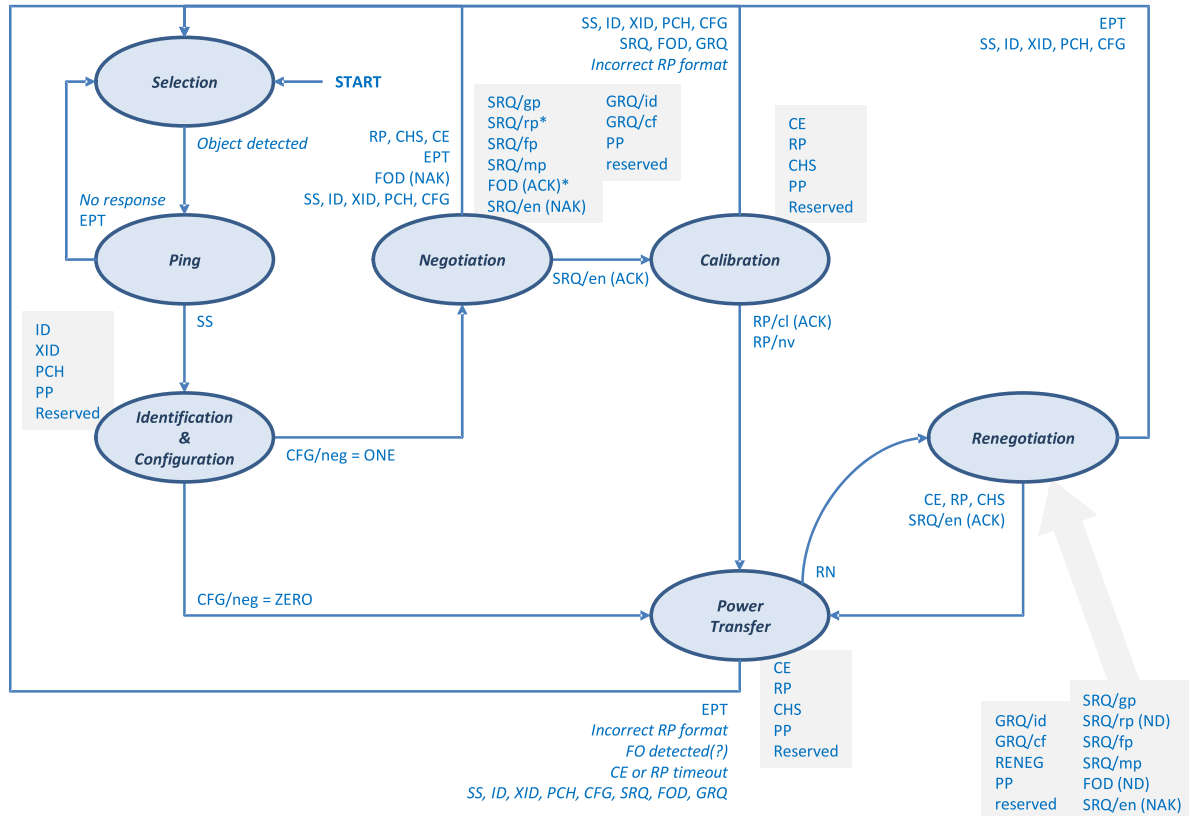 SS, ID, XID, PCH, CFG
SRQ, FOD, GRQ
Incorrect RP format
EPT
SS, ID, XID, PCH, CFG
Selection
START
Object detected
No response
EPT
RP, CHS, CE
EPT
FOD (NAK)
SS, ID, XID, PCH, CFG
SRQ/gp
SRQ/rp*
SRQ/fp
SRQ/mp
FOD (ACK)*
SRQ/en (NAK)
GRQ/id
GRQ/cf
PP
reserved
CE
RP
CHS
PP
Reserved
Ping
Negotiation
SRQ/en (ACK)
Calibration
SS
RP/cl (ACK)
RP/nv
ID
XID
PCH
PP
Reserved
Identification
&
Configuration
CFG/neg = ONE
Renegotiation
CE, RP, CHS
SRQ/en (ACK)
RN
CFG/neg = ZERO
Power
Transfer
CE
RP
CHS
PP
Reserved
EPT
Incorrect RP format
FO detected(?)
CE or RP timeout
SS, ID, XID, PCH, CFG, SRQ, FOD, GRQ
GRQ/id
GRQ/cf
RENEG
PP
reserved
SRQ/gp
SRQ/rp (ND)
SRQ/fp
SRQ/mp
FOD (ND)
SRQ/en (NAK)